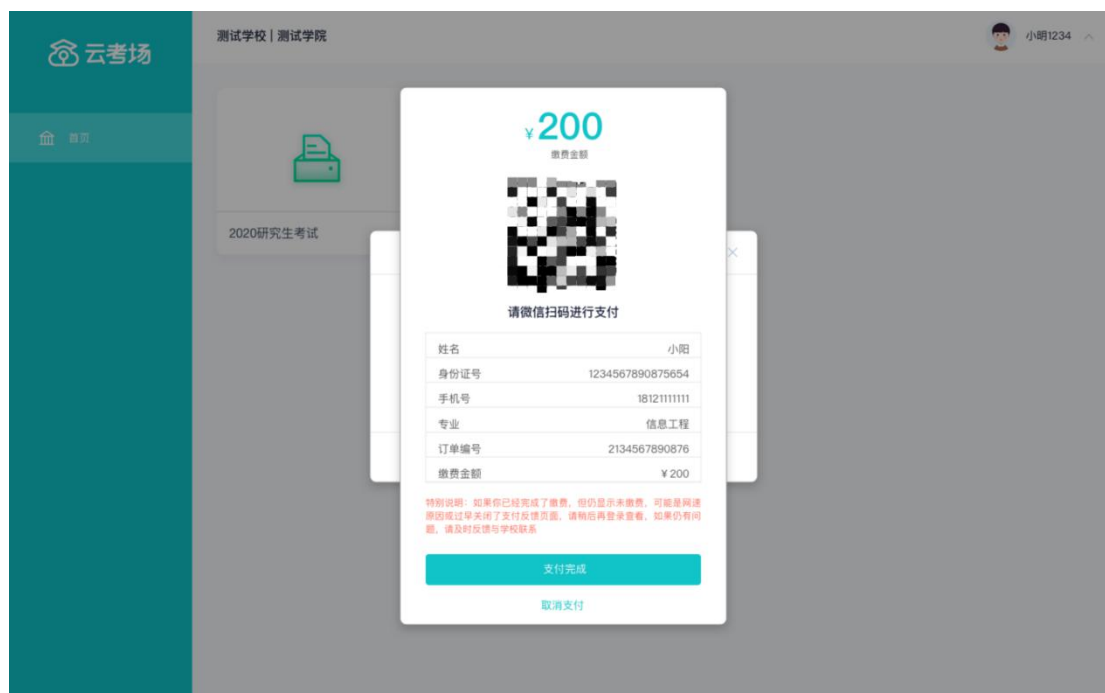 云考场
测试学校 | 测试学院
小明1234
首页
2020研究生考试
¥200
缴费金额
请微信扫码进行支付
姓名 小阳
身份证号 1234567890875654
手机号 18121111111
专业 信息工程
订单编号 2134567890876
缴费金额 ¥200
特别说明：如果你已经完成了缴费，但仍显示未缴费，可能是网速
原因或过早关闭了支付反馈页面，请稍后再登录查看，如果仍有问
题，请及时反馈与学校联系
支付完成
取消支付